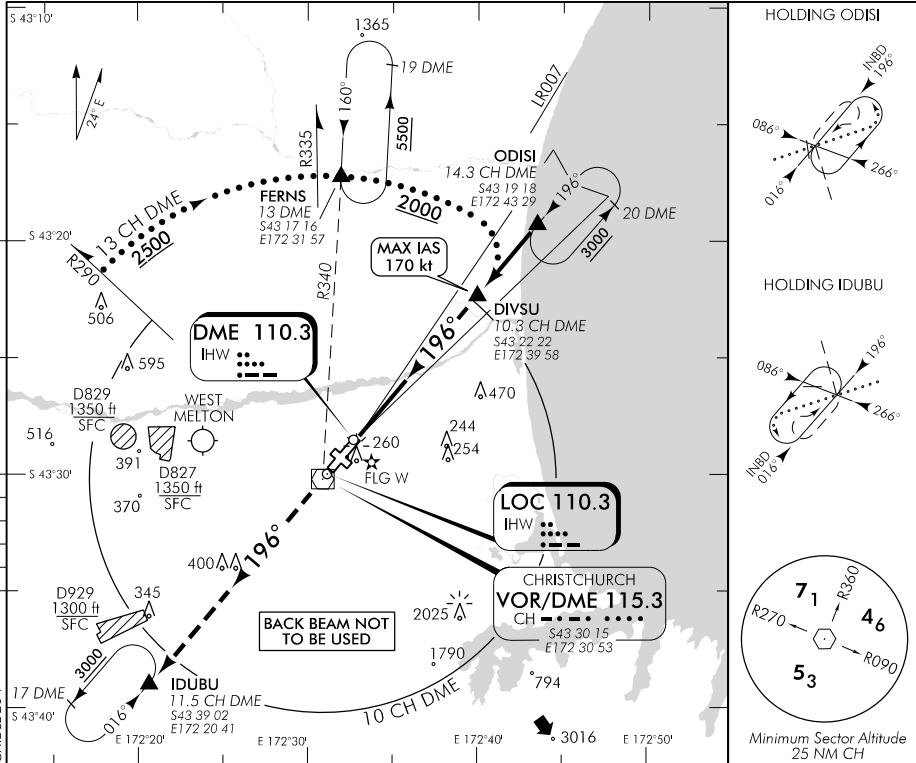 S 43°10'
1365
19 DME
24° E
160°
5500
R335
LR007
ODISI
14.3 CH DME
S43 19 18
E172 43 29
196°
20 DME
3000
FERNS
13 DME
S43 17 16
E172 31 57
2000
13 CH DME
2500
S 43°20'
R290
R340
MAX IAS
170 kt
DIVSU
10.3 CH DME
S43 22 22
E172 39 58
506
DME 110.3
IHW
196°
595
D829
1350 ft
SFC
WEST
MELTON
470
244
254
516
391
260
FLG W
D827
1350 ft
SFC
S 43°30'
370
LOC 110.3
IHW
196°
400
CHRISTCHURCH
VOR/DME 115.3
CH
S43 30 15
E172 30 53
D929
1300 ft
SFC
345
BACK BEAM NOT
TO BE USED
2025
1790
794
3000
17 DME
016°
IDUBU
11.5 CH DME
S43 39 02
E172 20 41
10 CH DME
S 43°40'
E 172°20
E 172°30
E 172°40
E 172°50
3016
HOLDING ODISI
INBD
196°
086°
266°
016°
HOLDING IDUBU
196°
086°
266°
INBD
016°
R360
7₁
4₆
R270
R090
5₃
Minimum Sector Altitude
25 NM CH